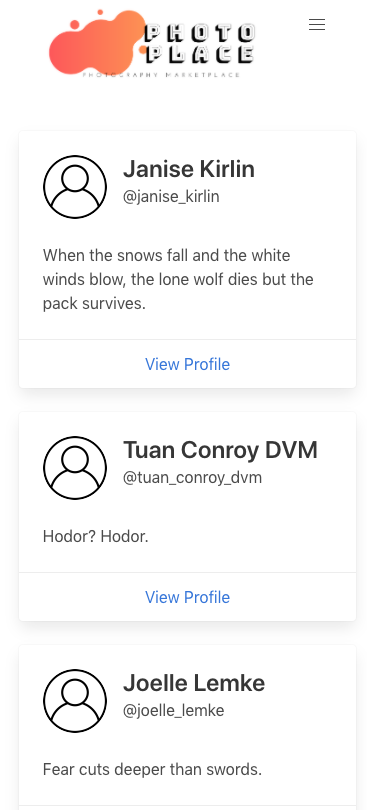 PHOTO
PLACE
PHOTOGRAPHY MARKETPLACE
Janise Kirlin
@janise_kirlin
When the snows fall and the white
winds blow, the lone wolf dies but the
pack survives.
View Profile
Tuan Conroy DVM
@tuan_conroy_dvm
Hodor? Hodor.
View Profile
Joelle Lemke
@joelle_lemke
Fear cuts deeper than swords.